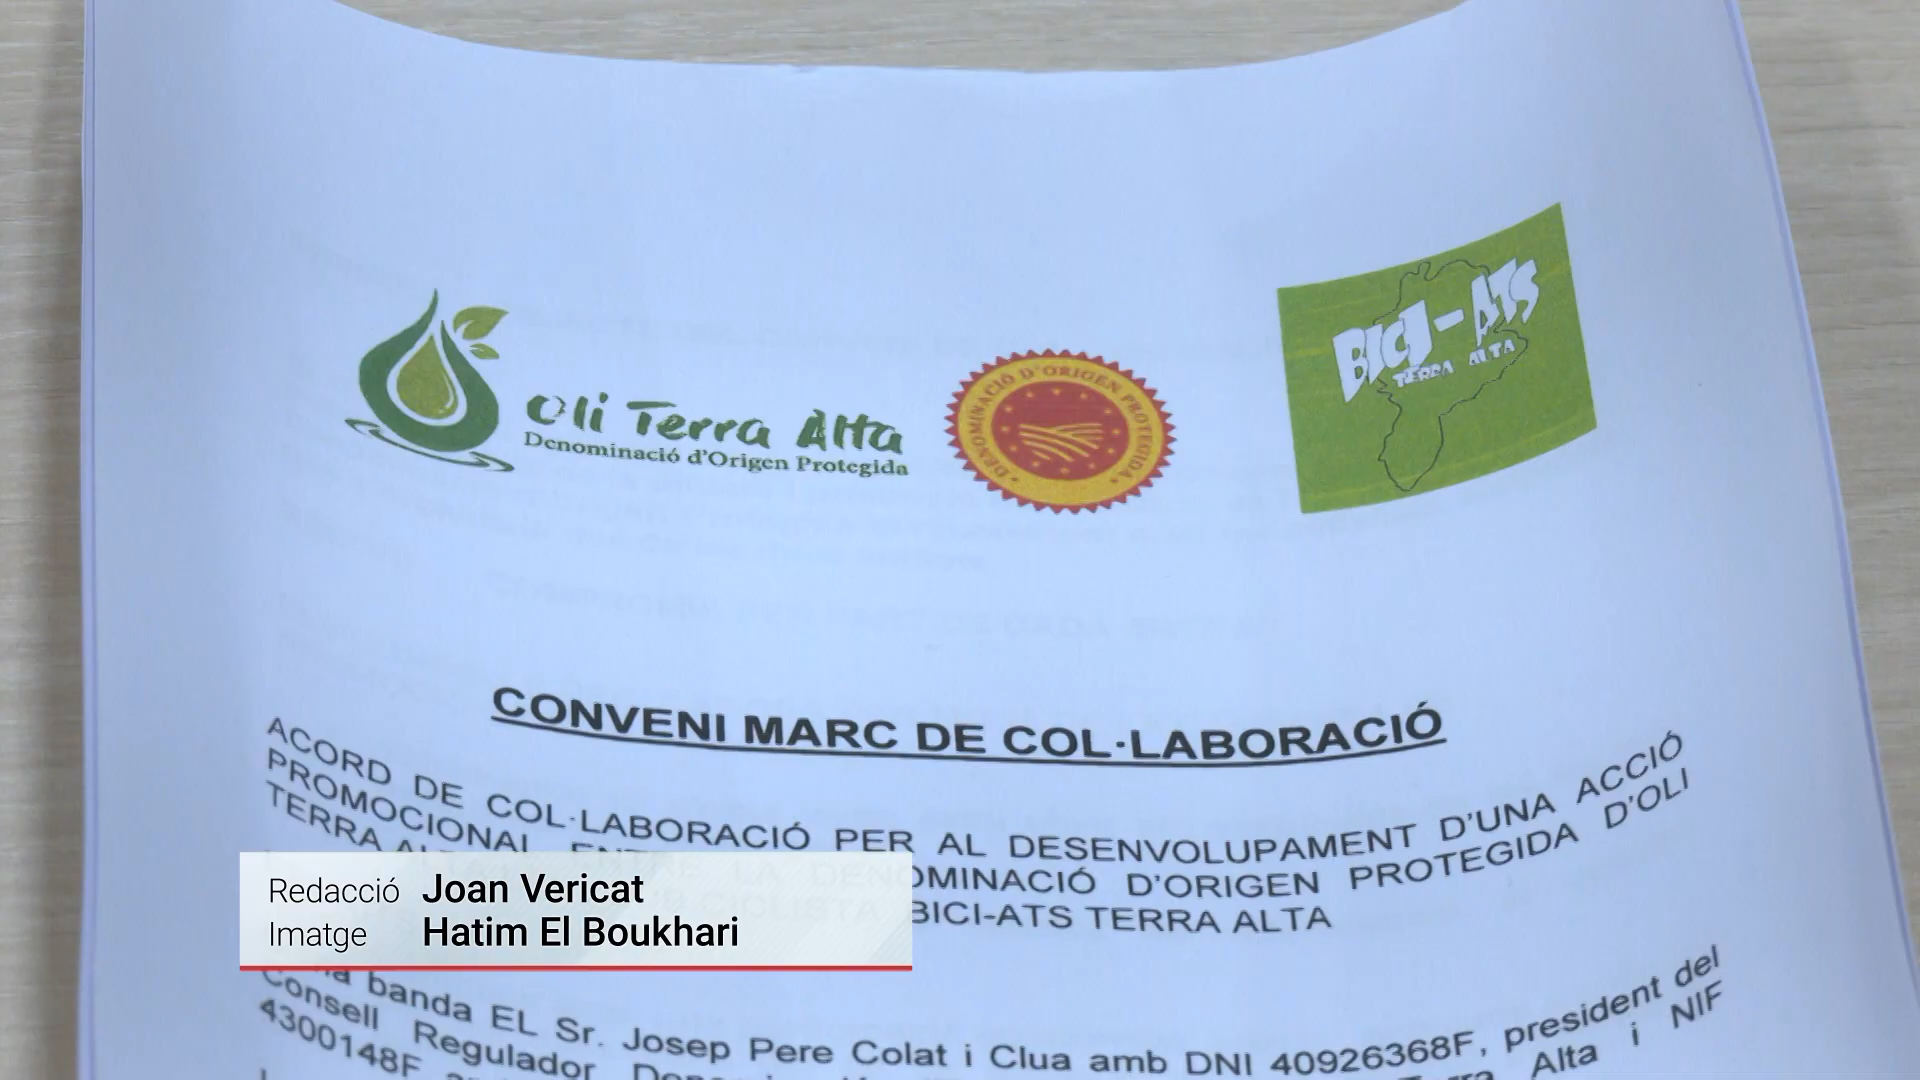 Oli Terra Alta
Denominació d'Origen Protegida
DENOMINACIÓ D'ORIGEN PROTEGIDA
BICI-ATS
TERRA ALTA
CONVENI MARC DE COL·LABORACIÓ
ACORD DE COL·LABORACIÓ PER AL DESENVOLUPAMENT D'UNA ACCIÓ
PROMOCIONAL ENTRE LA DENOMINACIÓ D'ORIGEN PROTEGIDA D'OLI
TERRA CICLISTA BICI-ATS TERRA ALTA
Redacció Joan Vericat
Imatge Hatim El Boukhari
banda EL Sr. Josep Pere Colat i Clua amb DNI 40926368F, president del
Consell Regulador Alta i NIF
4300148F